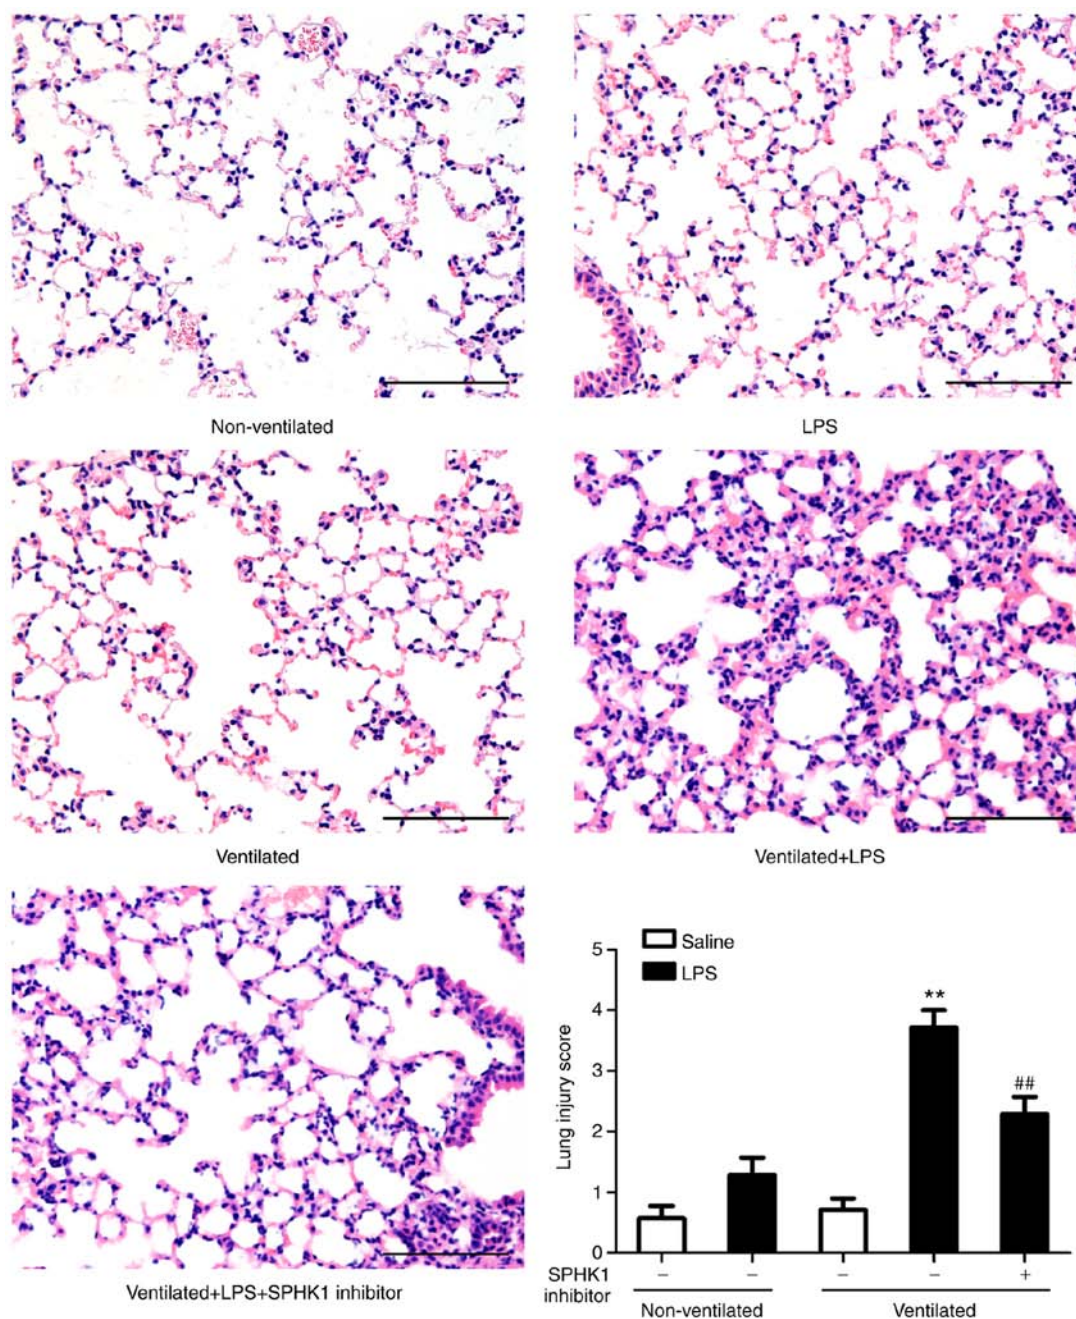 Non-ventilated
LPS
Ventilated
Ventilated+LPS
Ventilated+LPS+SPHK1 inhibitor
Saline
LPS
Lung injury score
5
4
3
2
1
0
**
##
SPHK1 inhibitor
– – – – +
Non-ventilated
Ventilated